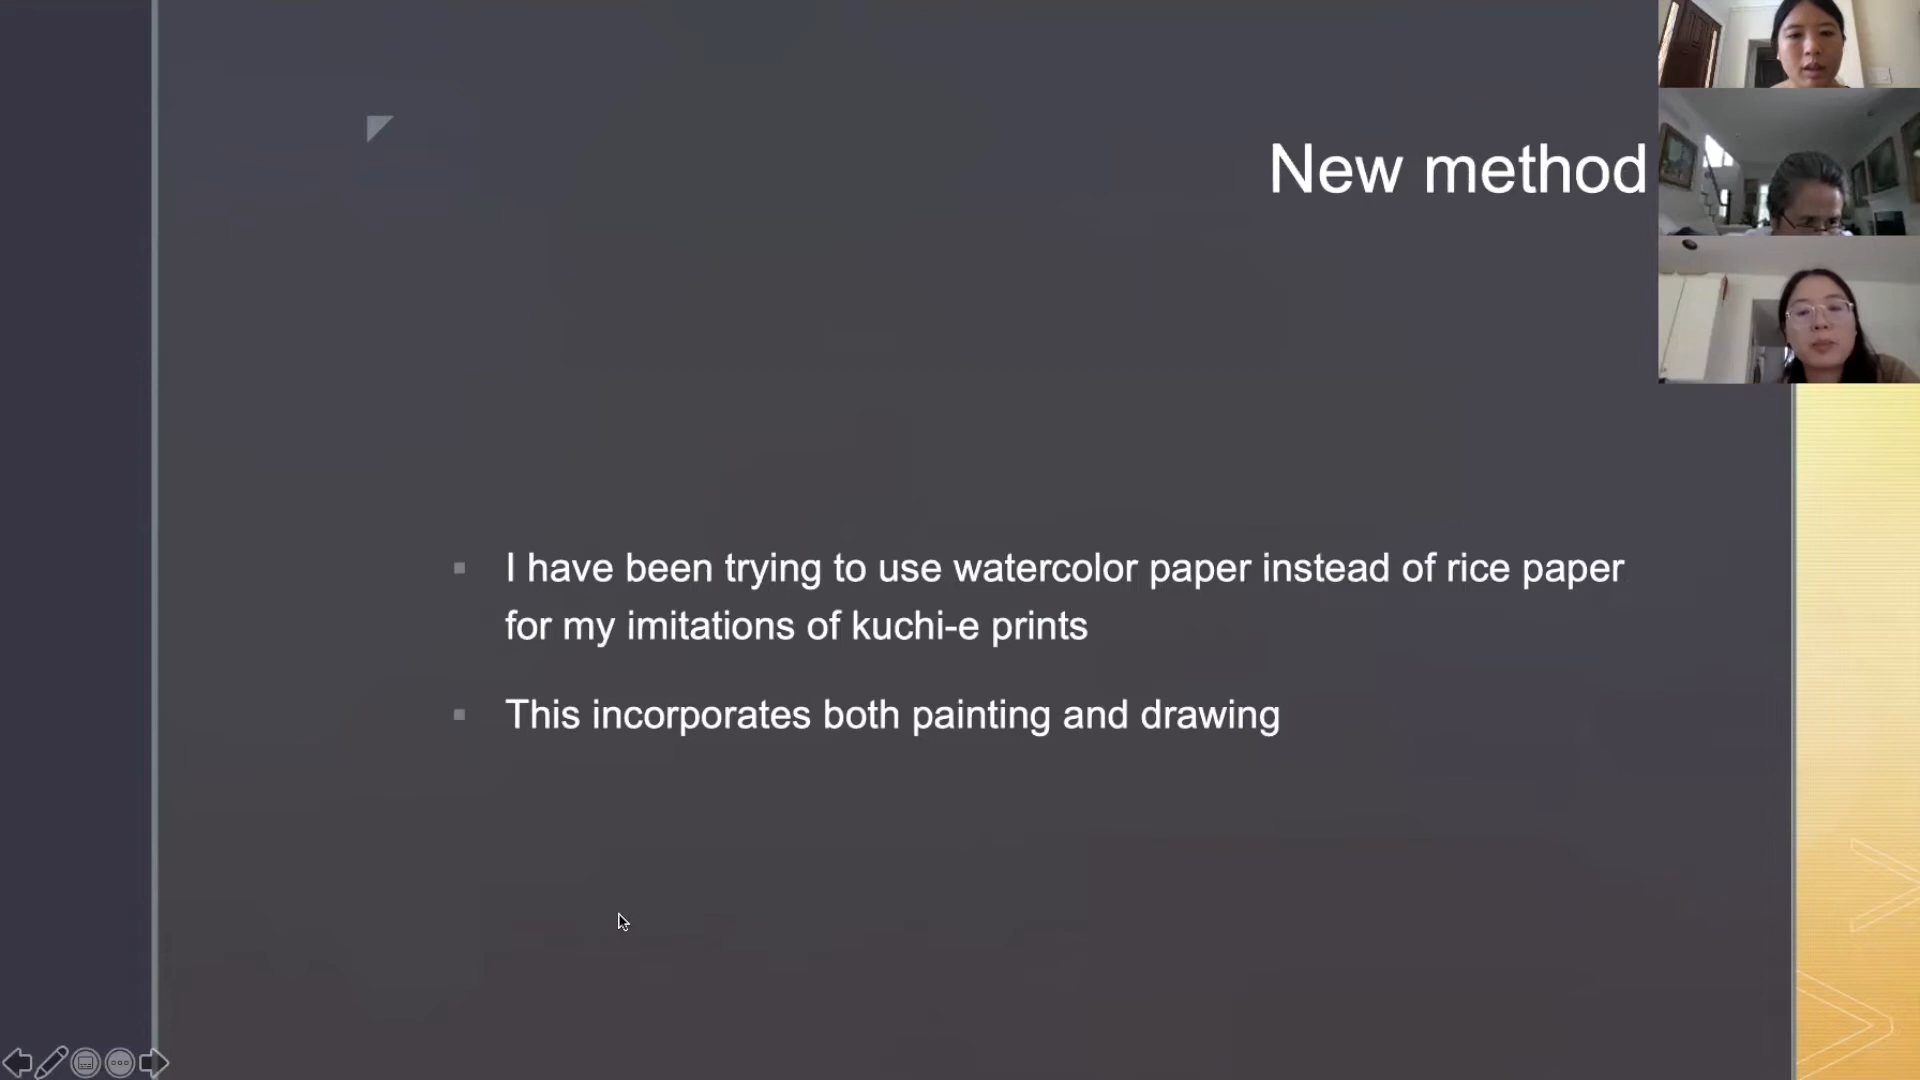 New method
I have been trying to use watercolor paper instead of rice paper
for my imitations of kuchi-e prints
This incorporates both painting and drawing